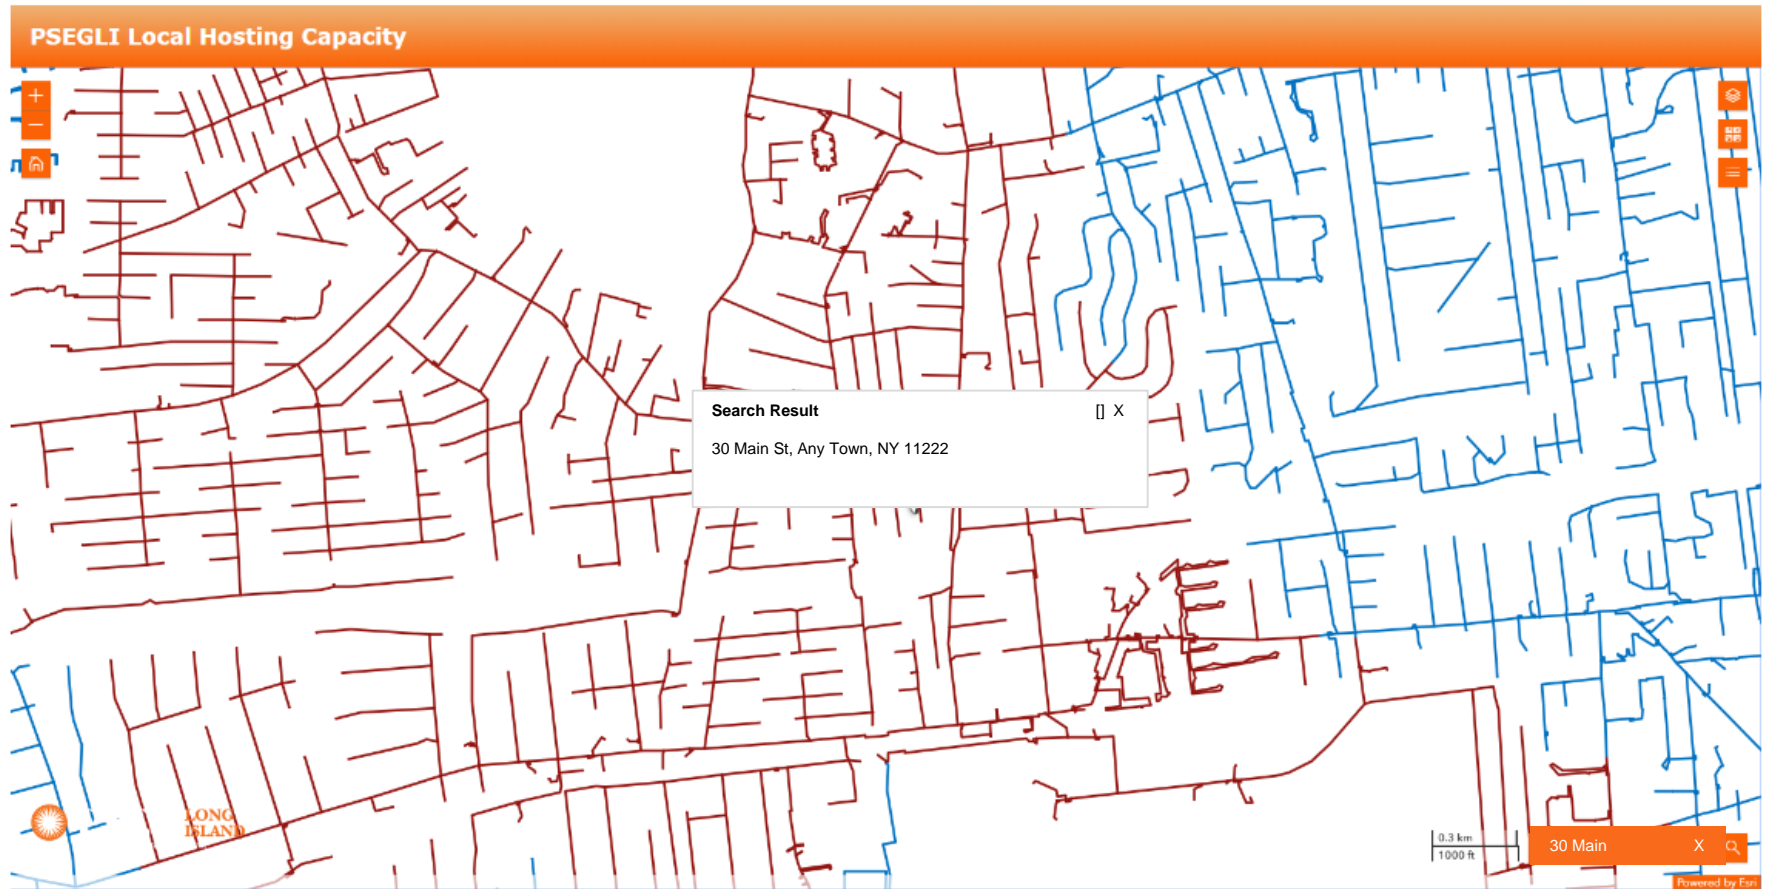 PSEGLI Local Hosting Capacity
+
−
Search Result [] X
30 Main St, Any Town, NY 11222
LONG
ISLAND
0.3 km
1000 ft
30 Main X
Powered by Esri